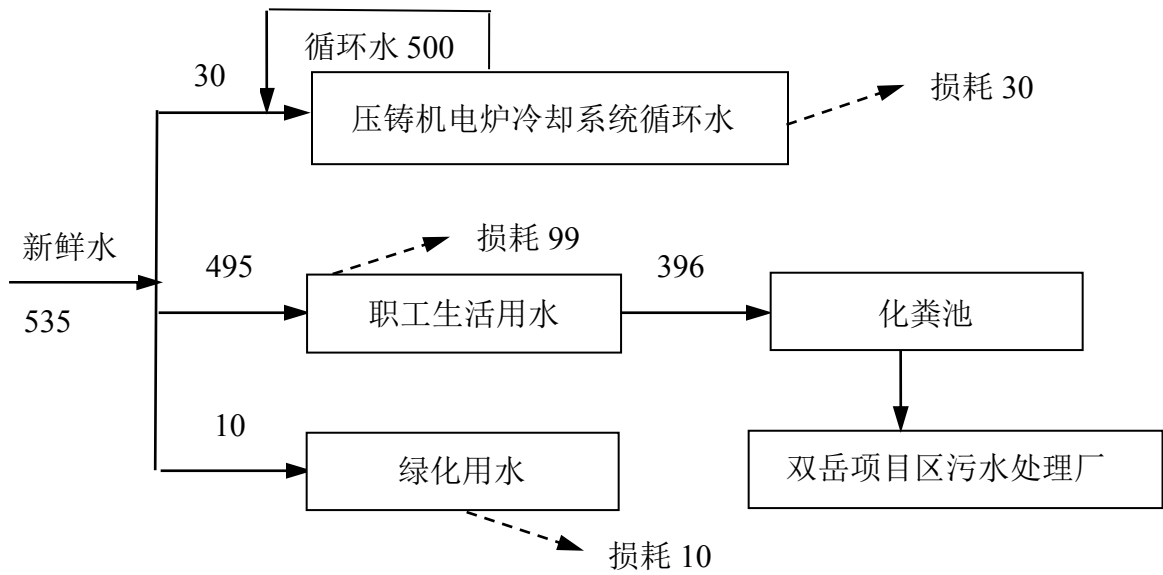 循环水 500
30
压铸机电炉冷却系统循环水
损耗 30
新鲜水
535
495
损耗 99
职工生活用水
396
化粪池
10
绿化用水
双岳项目区污水处理厂
损耗 10